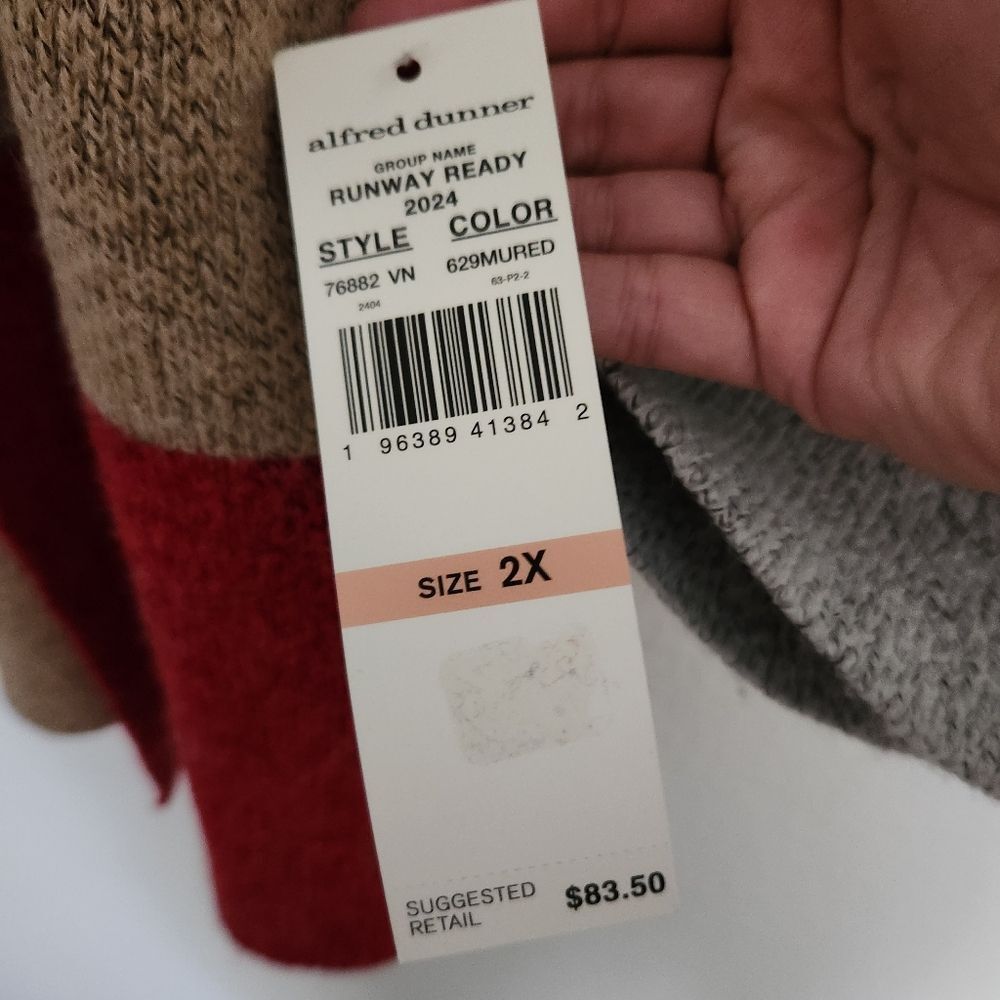 alfred dunner
GROUP NAME
RUNWAY READY
2024
STYLE COLOR
76882 VN 629MURED
2404 63-P2-2
1 96389 41384 2
SIZE 2X
SUGGESTED
RETAIL $83.50